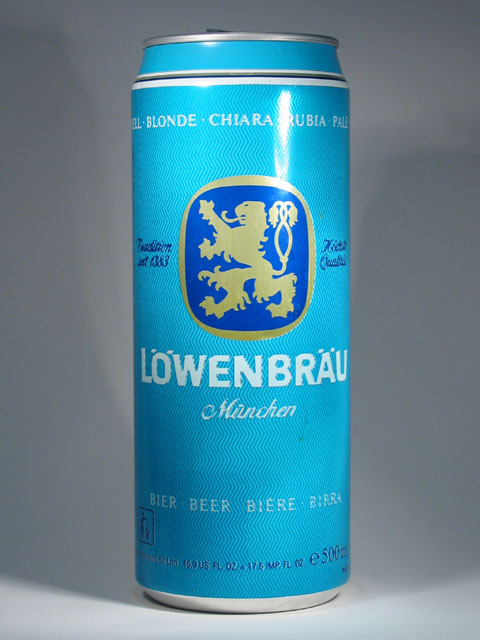 ELL · BLONDE · CHIARA · RUBIA · PALE
Tradition
seit 1383
Höchste
Qualität
LÖWENBRÄU
München
BIER · BEER BIÈRE · BIRRA
16,9 US. FL. OZ. = 17.6 IMP. FL. OZ. ℮ 500 m